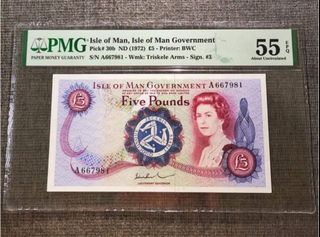 PMG
PAPER MONEY GUARANTY
Isle of Man, Isle of Man Government
Pick# 30b ND (1972) £5 - Printer: BWC
S/N A667981 - Wmk: Triskele Arms - Sign. #3
55 EPQ
About Uncirculated
Isle of Man Government A667981
Five Pounds
£5
£5
A667981
LIEUTENANT GOVERNOR